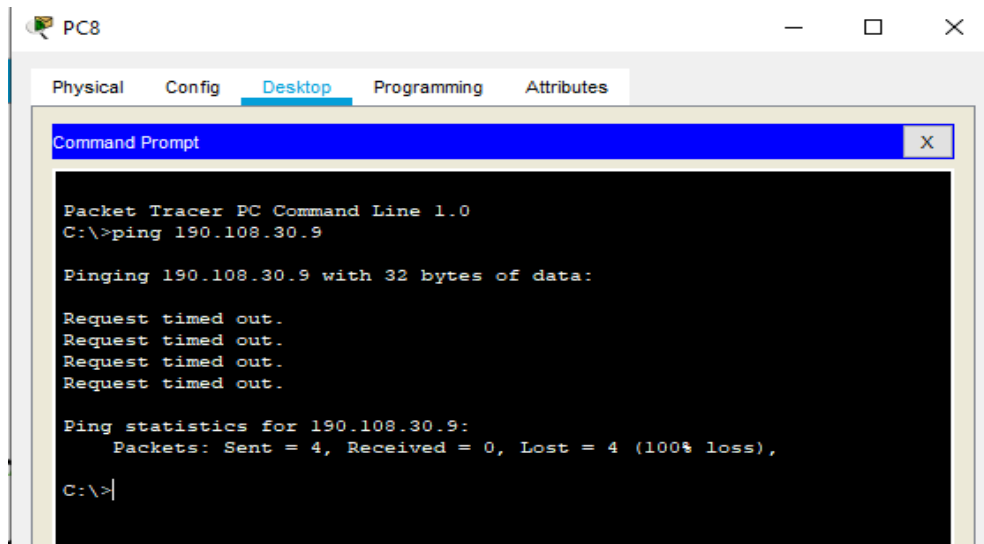 PC8
Physical Config Desktop Programming Attributes
Command Prompt X
Packet Tracer PC Command Line 1.0
C:\>ping 190.108.30.9
Pinging 190.108.30.9 with 32 bytes of data:
Request timed out.
Request timed out.
Request timed out.
Request timed out.
Ping statistics for 190.108.30.9:
Packets: Sent = 4, Received = 0, Lost = 4 (100% loss),
C:\>